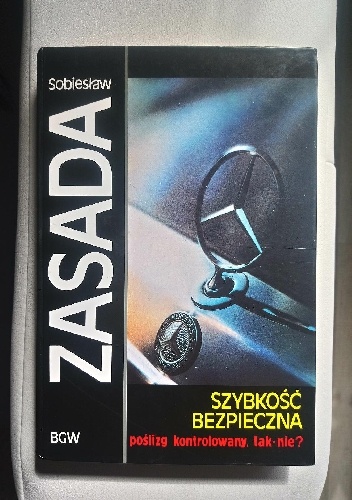 Sobiesław
ZASADA
SZYBKOŚĆ
BEZPIECZNA
poślizg kontrolowany, tak-nie?
BGW